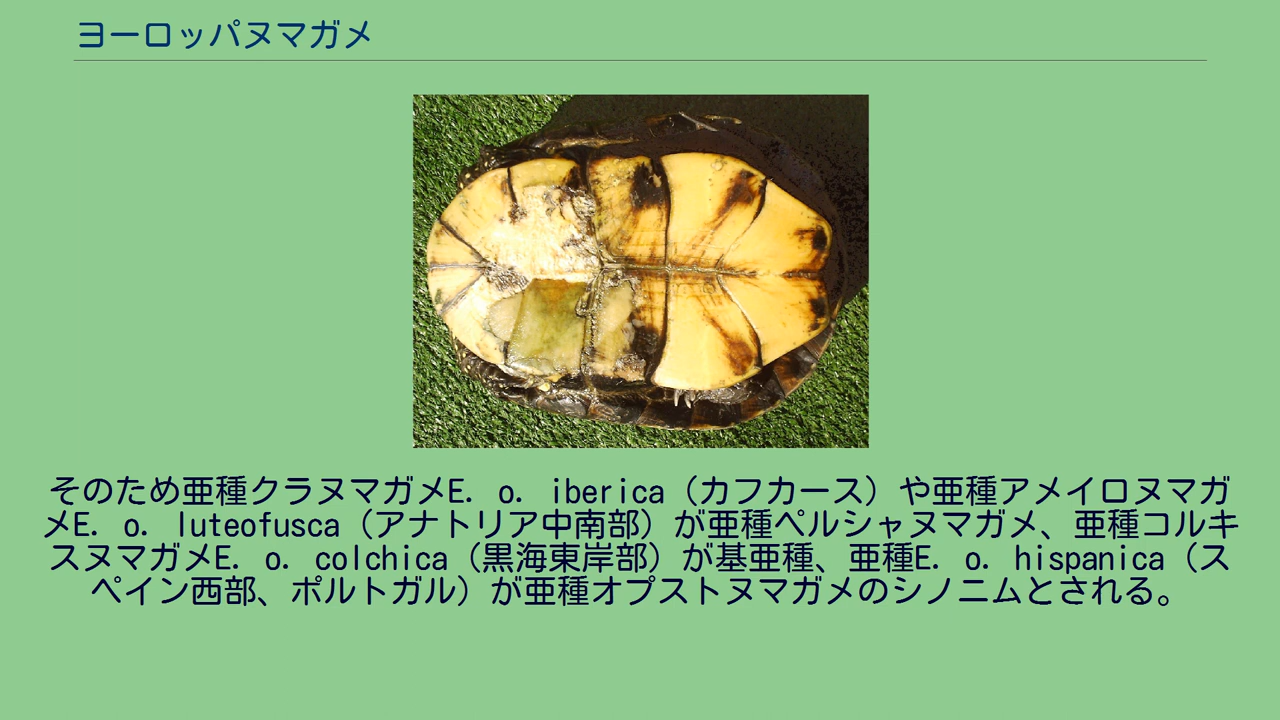 ヨーロッパヌマガメ
そのため亜種クラヌマガメE. o. iberica（カフカース）や亜種アメイロヌマガ
メE. o. luteofusca（アナトリア中南部）が亜種ペルシャヌマガメ、亜種コルキ
スヌマガメE. o. colchica（黒海東岸部）が基亜種、亜種E. o. hispanica（ス
ペイン西部、ポルトガル）が亜種オプストヌマガメのシノニムとされる。